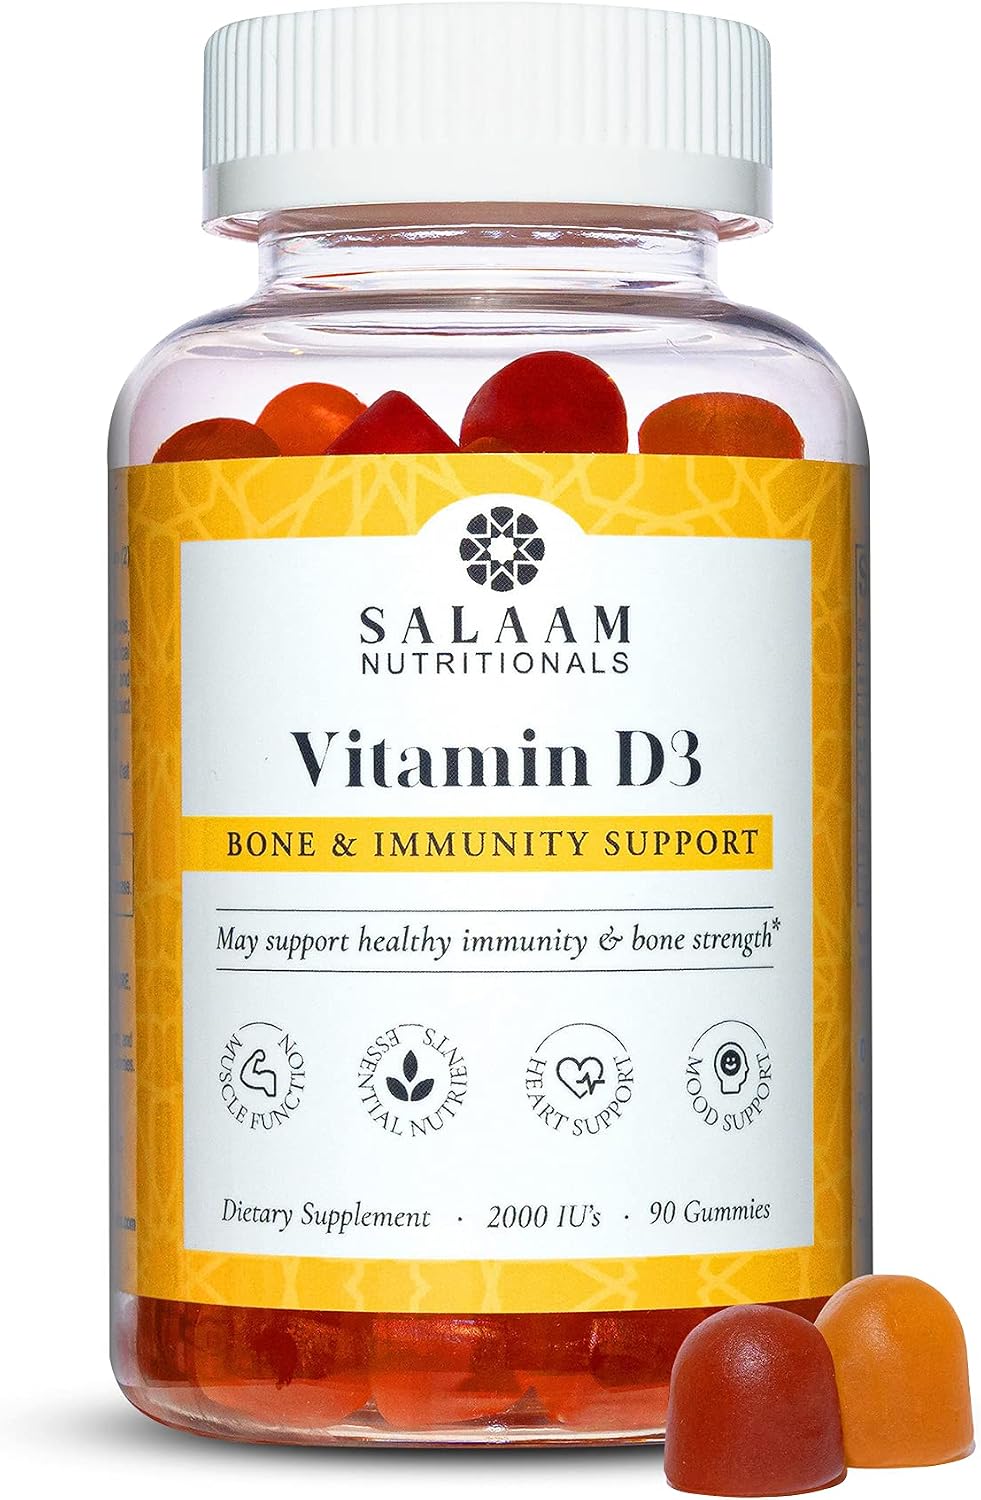 SALAAM
NUTRITIONALS
Vitamin D3
BONE & IMMUNITY SUPPORT
May support healthy immunity & bone strength*
MUSCLE FUNCTION
ESSENTIAL NUTRIENTS
HEART SUPPORT
MOOD SUPPORT
Dietary Supplement · 2000 IU's · 90 Gummies